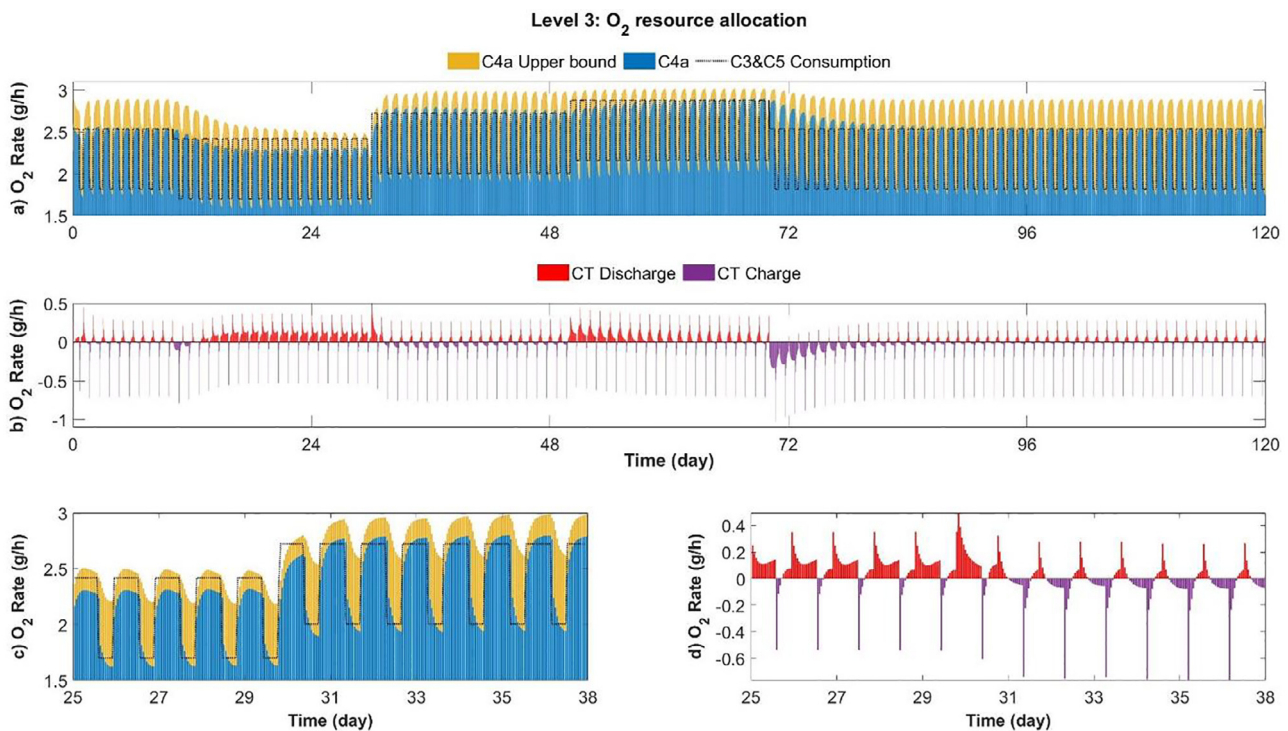 Level 3: O2 resource allocation
C4a Upper bound C4a C3&C5 Consumption
a) O2 Rate (g/h)
3
2.5
2
1.5
0 24 48 72 96 120
CT Discharge CT Charge
b) O2 Rate (g/h)
0.5
0
-0.5
-1
0 24 48 72 96 120
Time (day)
c) O2 Rate (g/h)
3
2.5
2
1.5
25 27 29 31 33 35 38
Time (day)
d) O2 Rate (g/h)
0.4
0.2
0
-0.2
-0.4
-0.6
25 27 29 31 33 35 38
Time (day)